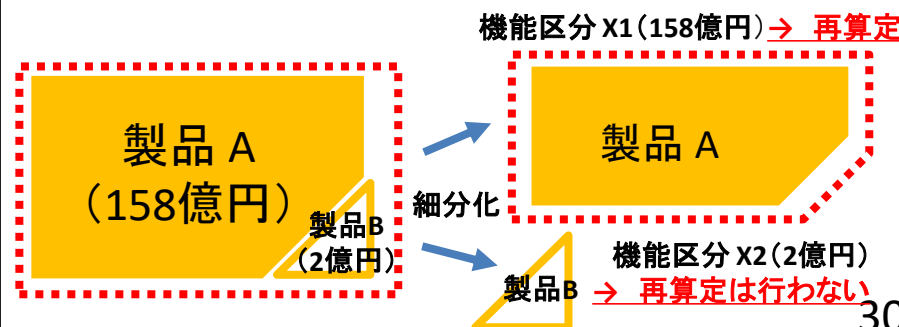 機能区分 X1(158億円)→ 再算定
製品 A
(158億円)
製品B
(2億円)
細分化
製品 A
機能区分 X2(2億円)
製品B → 再算定は行わない
30